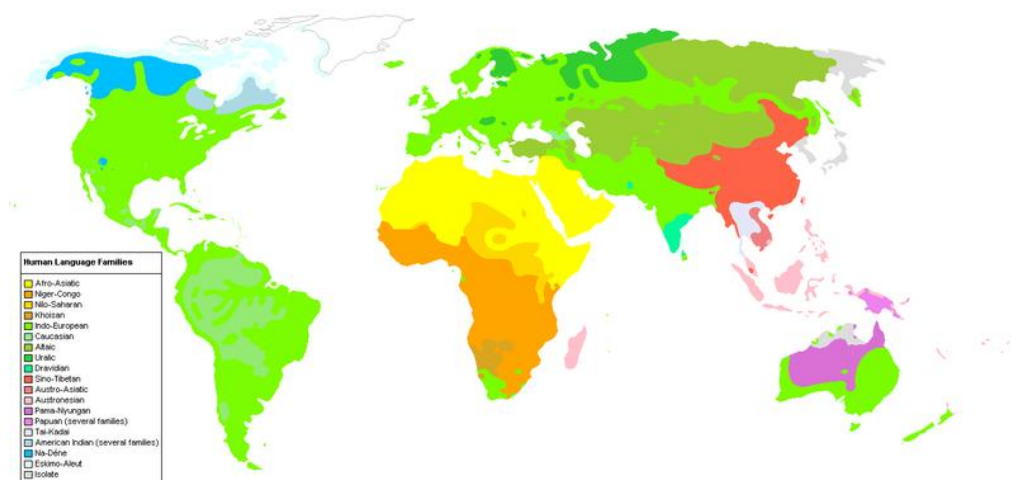 Human Language Families
Afro-Asiatic
Niger-Congo
Nilo-Saharan
Khoisan
Indo-European
Caucasian
Altaic
Uralic
Dravidian
Sino-Tibetan
Austro-Asiatic
Austronesian
Pama-Nyungan
Papuan (several families)
Tai-Kadai
American Indian (several families)
Na-Déne
Eskimo-Aleut
Isolate